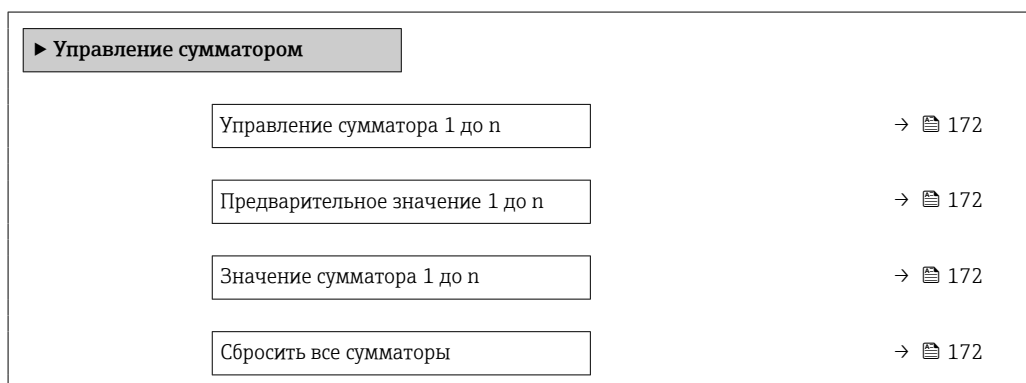 ▶ Управление сумматором
Управление сумматора 1 до n → 172
Предварительное значение 1 до n → 172
Значение сумматора 1 до n → 172
Сбросить все сумматоры → 172